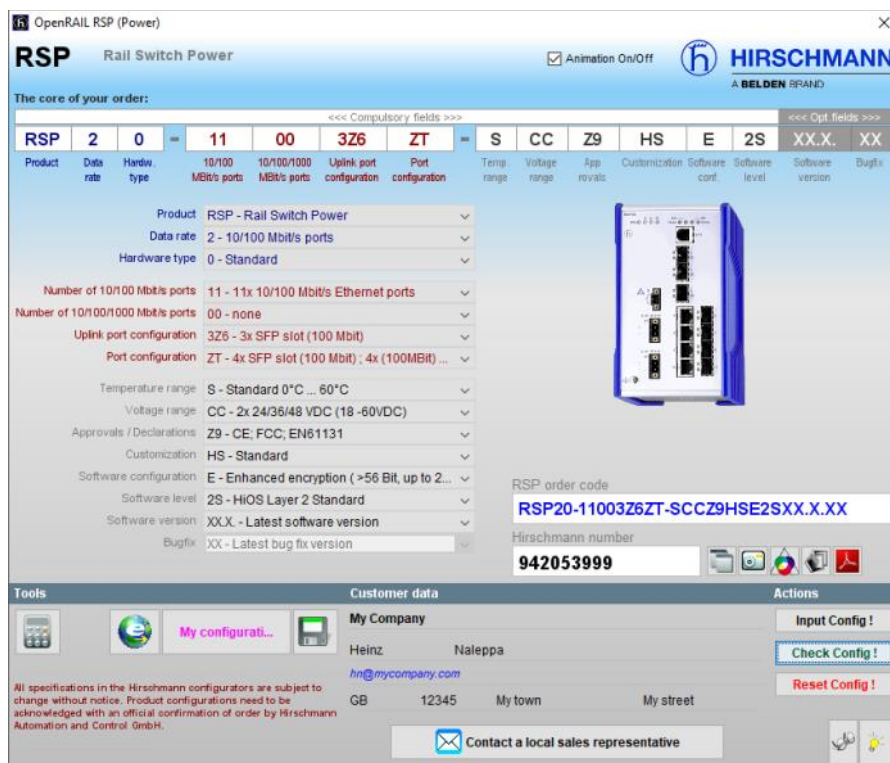 OpenRAIL RSP (Power)
RSP Rail Switch Power
Animation On/Off
HIRSCHMANN
A BELDEN BRAND
The core of your order:
<<< Compulsory fields >>> <<< Opt fields >>>
RSP 2 0 - 11 00 3Z6 ZT - S CC Z9 HS E 2S XX.X. XX
Product Data rate Hardw. type 10/100 MBit/s ports 10/100/1000 MBit/s ports Uplink port configuration Port configuration Temp. range Voltage range App rovals Customization Software conf. Software level Software version Bugfix
Product RSP - Rail Switch Power
Data rate 2 - 10/100 Mbit/s ports
Hardware type 0 - Standard
Number of 10/100 Mbit/s ports 11 - 11x 10/100 Mbit/s Ethernet ports
Number of 10/100/1000 Mbit/s ports 00 - none
Uplink port configuration 3Z6 - 3x SFP slot (100 Mbit)
Port configuration ZT - 4x SFP slot (100 Mbit) ; 4x (100MBit) ...
Temperature range S - Standard 0°C ... 60°C
Voltage range CC - 2x 24/36/48 VDC (18 -60VDC)
Approvals / Declarations Z9 - CE; FCC; EN61131
Customization HS - Standard
Software configuration E - Enhanced encryption ( >56 Bit, up to 2...
Software level 2S - HiOS Layer 2 Standard
Software version XX.X. - Latest software version
Bugfix XX - Latest bug fix version
RSP order code
RSP20-11003Z6ZT-SCCZ9HSE2SXX.X.XX
Hirschmann number
942053999
Tools
My configurati...
All specifications in the Hirschmann configurators are subject to
change without notice. Product configurations need to be
acknowledged with an official confirmation of order by Hirschmann
Automation and Control GmbH.
Customer data
My Company
Heinz Naleppa
hn@mycompany.com
GB 12345 My town My street
Contact a local sales representative
Actions
Input Config !
Check Config !
Reset Config !